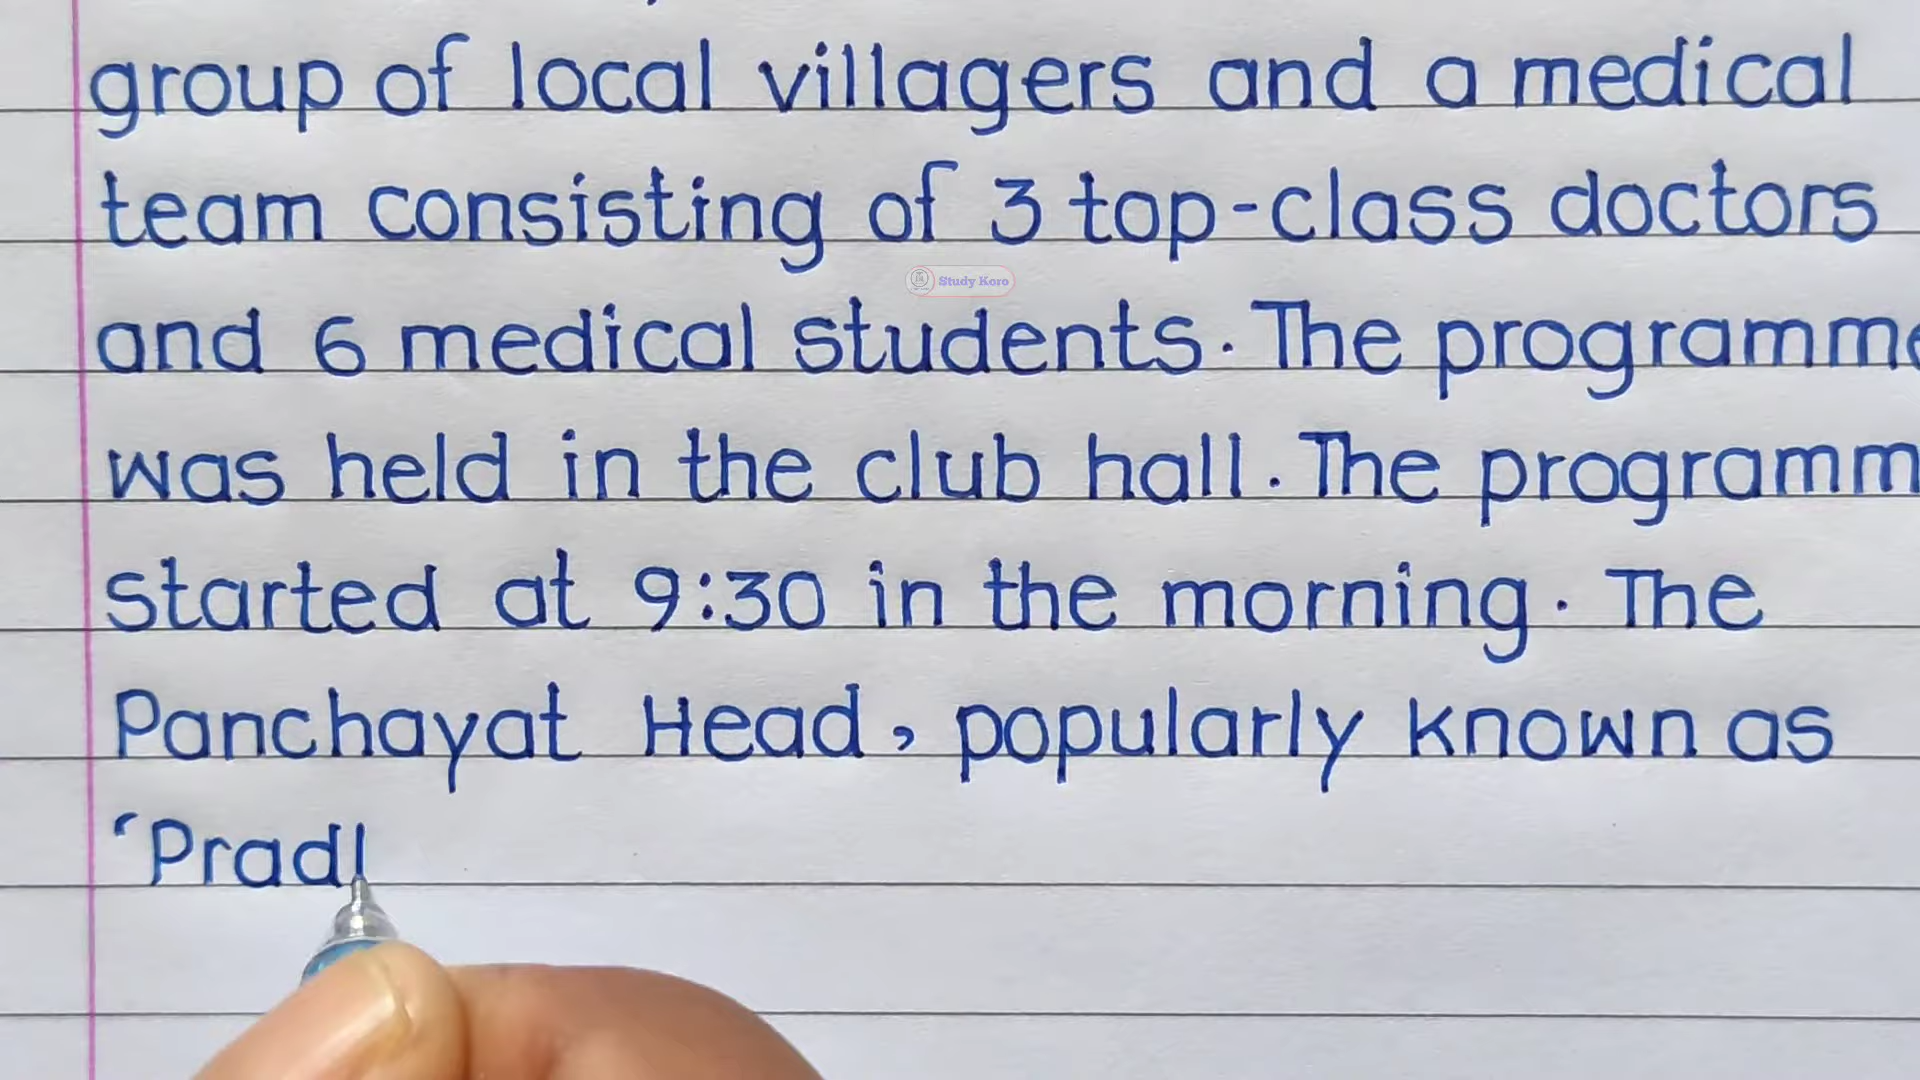 group of local villagers and a medical
team consisting of 3 top-class doctors
Study Koro
and 6 medical students. The programme
was held in the club hall. The programm
started at 9:30 in the morning. The
Panchayat Head, popularly known as
‘Prad